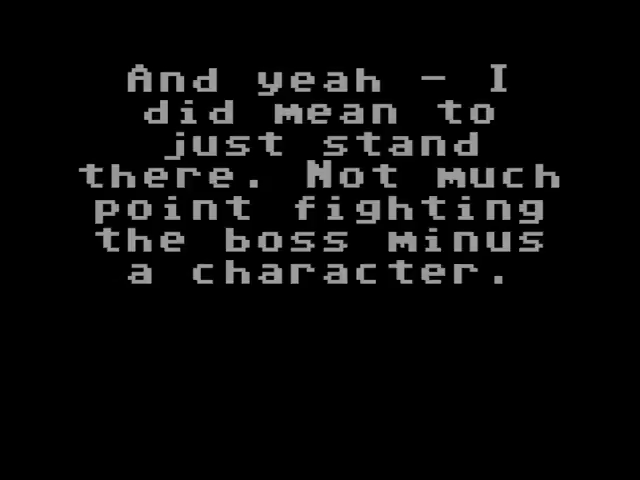 And yeah - I
did mean to
just stand
there. Not much
point fighting
the boss minus
a character.